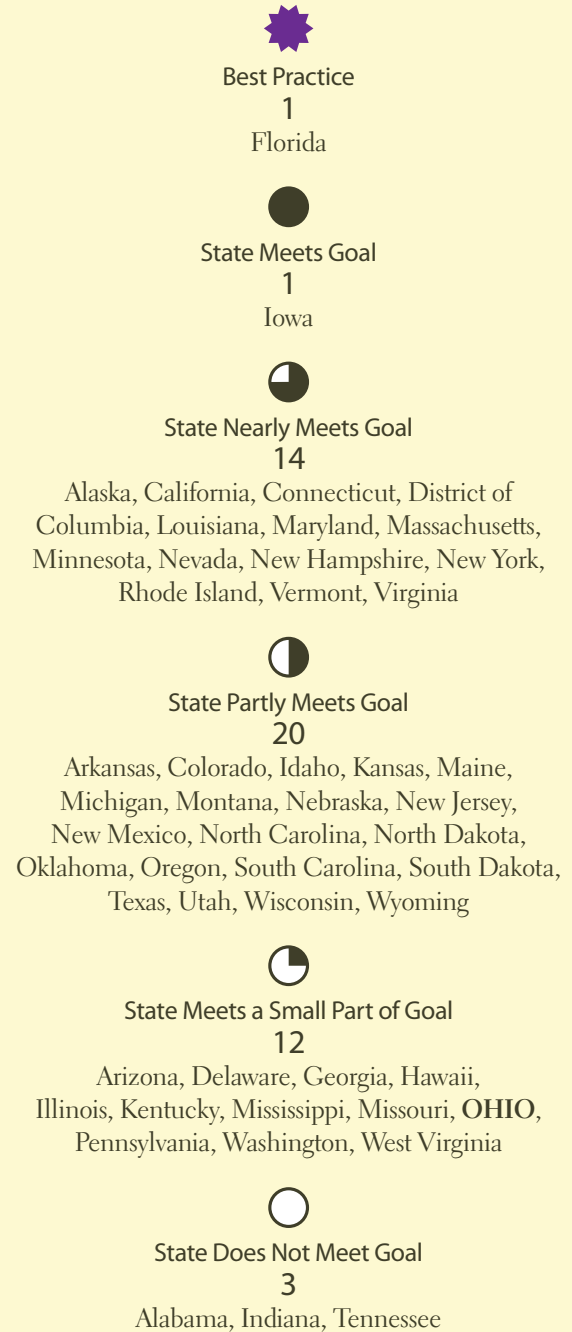 Best Practice
1
Florida
State Meets Goal
1
Iowa
State Nearly Meets Goal
14
Alaska, California, Connecticut, District of
Columbia, Louisiana, Maryland, Massachusetts,
Minnesota, Nevada, New Hampshire, New York,
Rhode Island, Vermont, Virginia
State Partly Meets Goal
20
Arkansas, Colorado, Idaho, Kansas, Maine,
Michigan, Montana, Nebraska, New Jersey,
New Mexico, North Carolina, North Dakota,
Oklahoma, Oregon, South Carolina, South Dakota,
Texas, Utah, Wisconsin, Wyoming
State Meets a Small Part of Goal
12
Arizona, Delaware, Georgia, Hawaii,
Illinois, Kentucky, Mississippi, Missouri, OHIO,
Pennsylvania, Washington, West Virginia
State Does Not Meet Goal
3
Alabama, Indiana, Tennessee